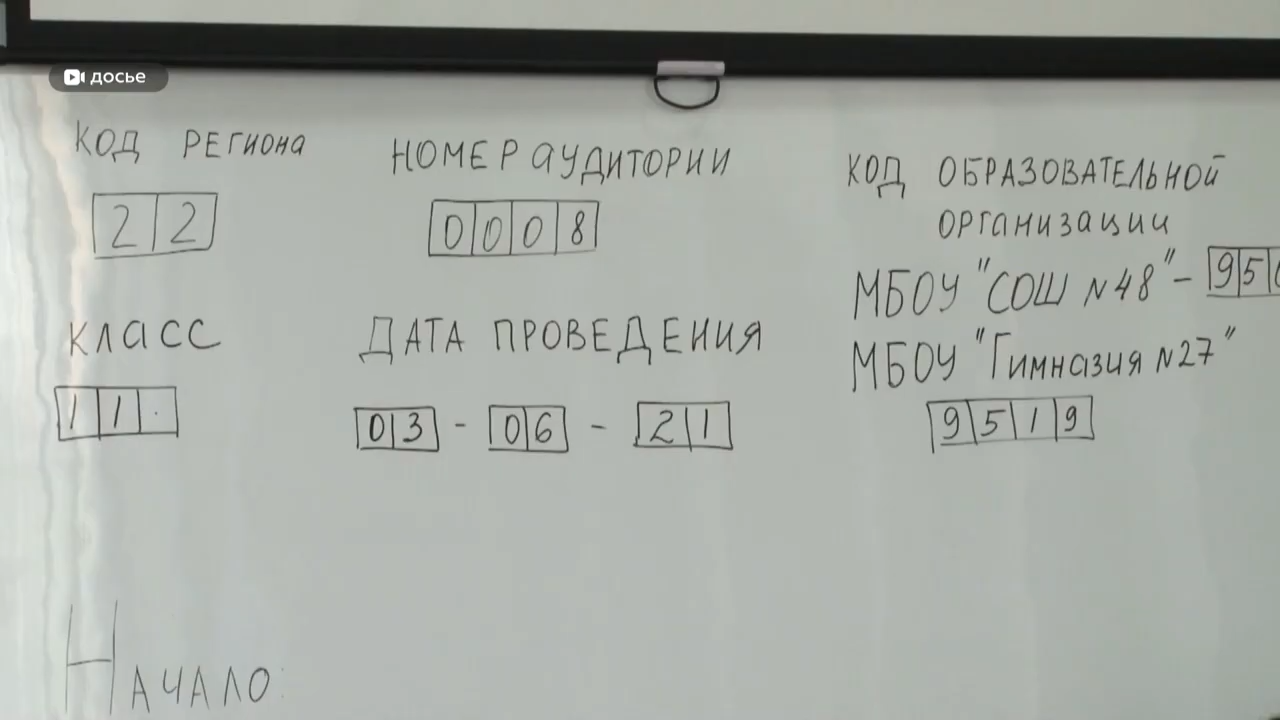 досье
КОД РЕГИОНА
22
НОМЕР АУДИТОРИИ
0008
КОД ОБРАЗОВАТЕЛЬНОЙ
ОРГАНИЗАЦИИ
МБОУ "СОШ №48" - 95
МБОУ "Гимназия №27"
9519
КЛАСС
11
ДАТА ПРОВЕДЕНИЯ
03 - 06 - 21
НАЧАЛО: